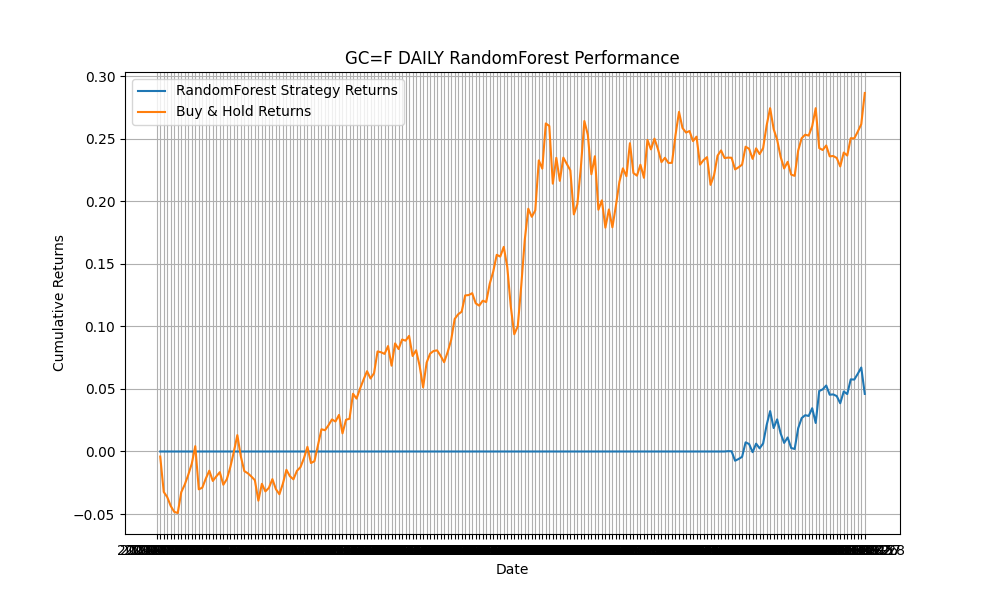 GC=F DAILY RandomForest Performance
RandomForest Strategy Returns
Buy & Hold Returns
Cumulative Returns
0.30
0.25
0.20
0.15
0.10
0.05
0.00
−0.05
Date